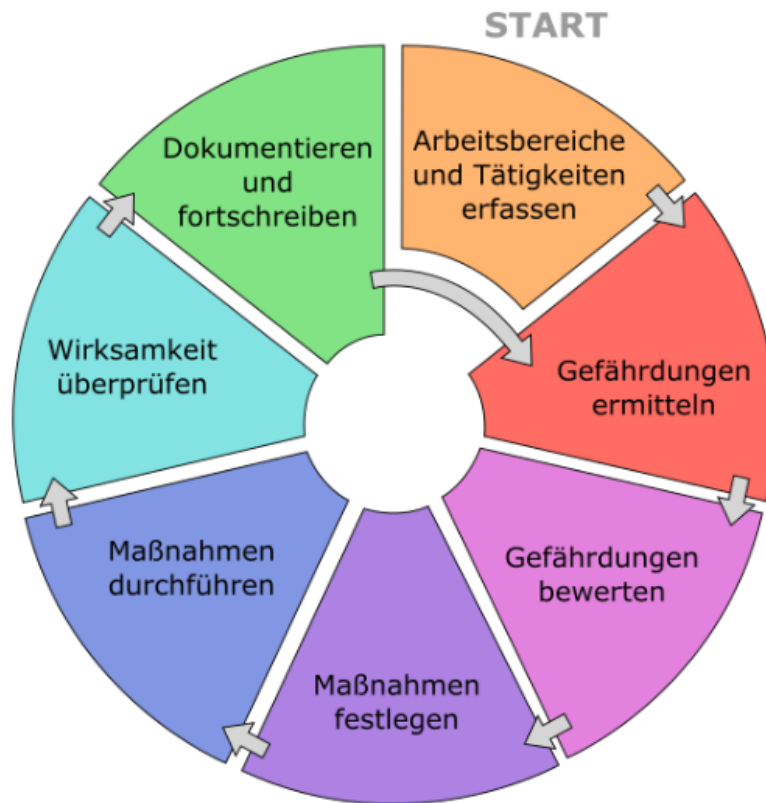 START
Arbeitsbereiche
und Tätigkeiten
erfassen
Gefährdungen
ermitteln
Gefährdungen
bewerten
Maßnahmen
festlegen
Maßnahmen
durchführen
Wirksamkeit
überprüfen
Dokumentieren
und
fortschreiben